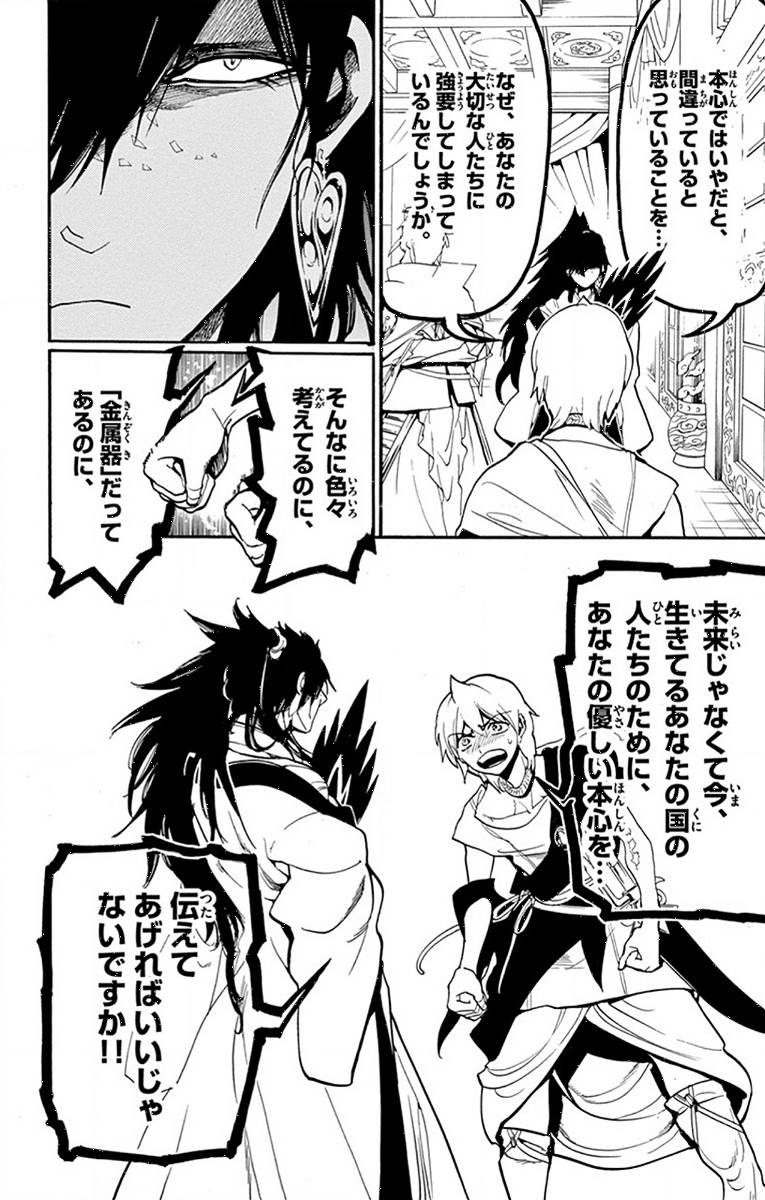 本心ではいやだと、
間違っていると
思っていることを…
なぜ、あなたの
大切な人たちに
強要してしまって
いるんでしょうか。
そんなに色々
考えてるのに、
「金属器」だって
あるのに、
未来じゃなくて今、
生きてるあなたの国の
人たちのために、
あなたの優しい本心を…
伝えて
あげればいいじゃ
ないですか!!